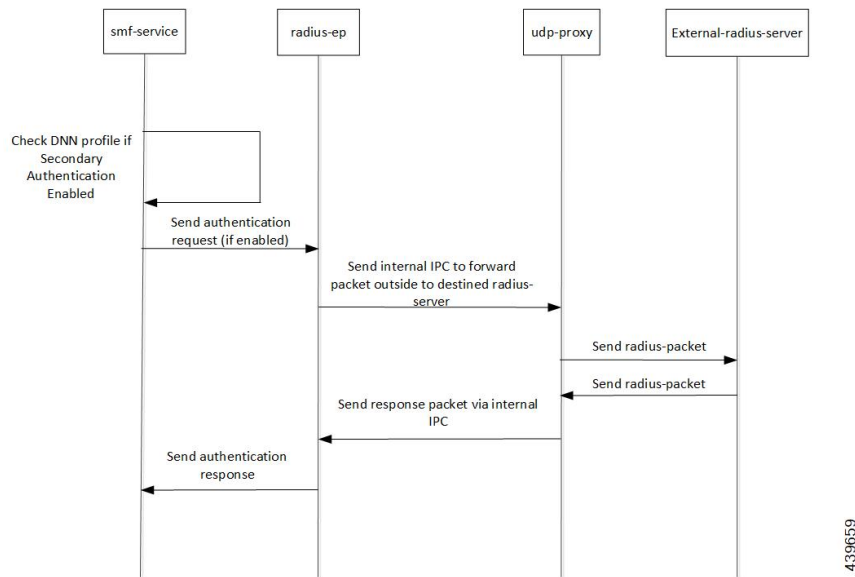 smf-service
radius-ep
udp-proxy
External-radius-server
Check DNN profile if
Secondary
Authentication
Enabled
Send authentication
request (if enabled)
Send internal IPC to forward
packet outside to destined radius-
server
Send radius-packet
Send radius-packet
Send response packet via internal
IPC
Send authentication
response
439659